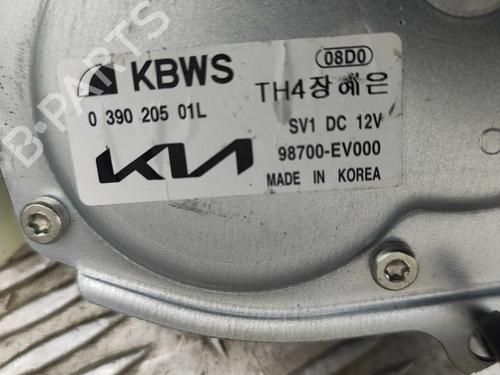 KBWS
08D0
0 390 205 01L
TH4장혜은
SV1 DC 12V
KIA
98700-EV000
MADE IN KOREA
B-PARTS